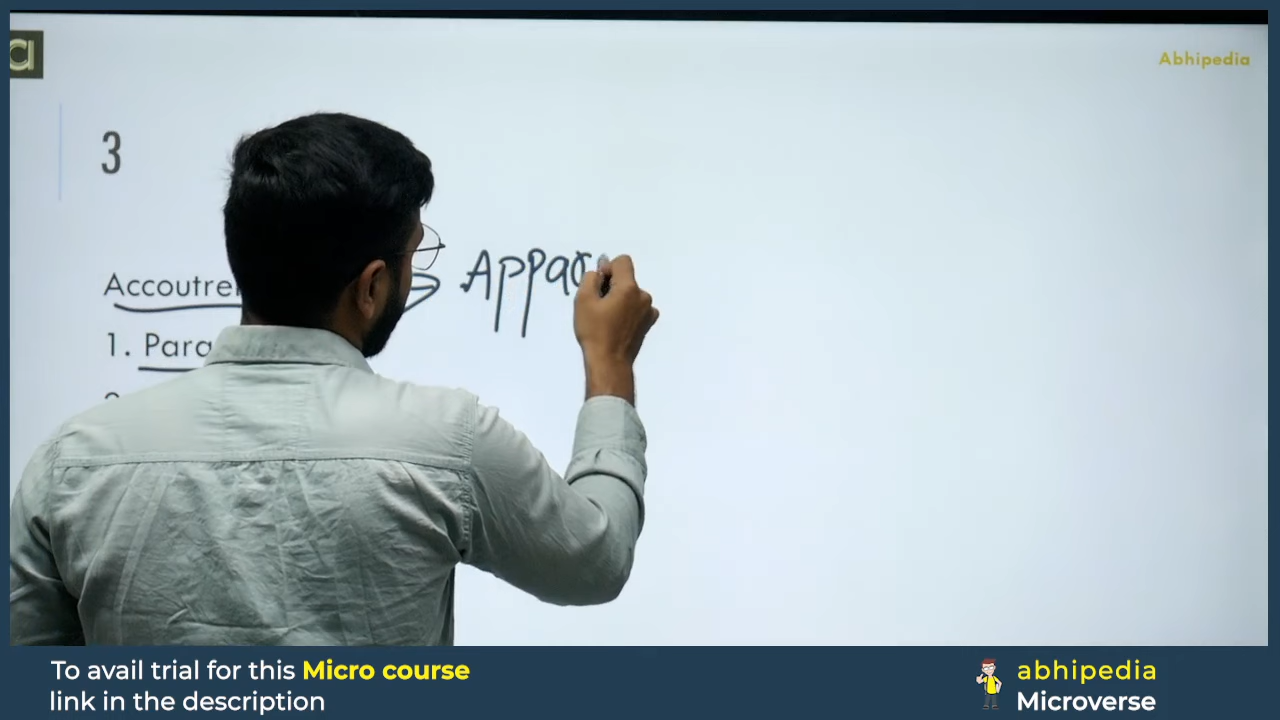 a
Abhipedia
3
Accoutre
Appar
1. Para
To avail trial for this Micro course
link in the description
abhipedia
Microverse